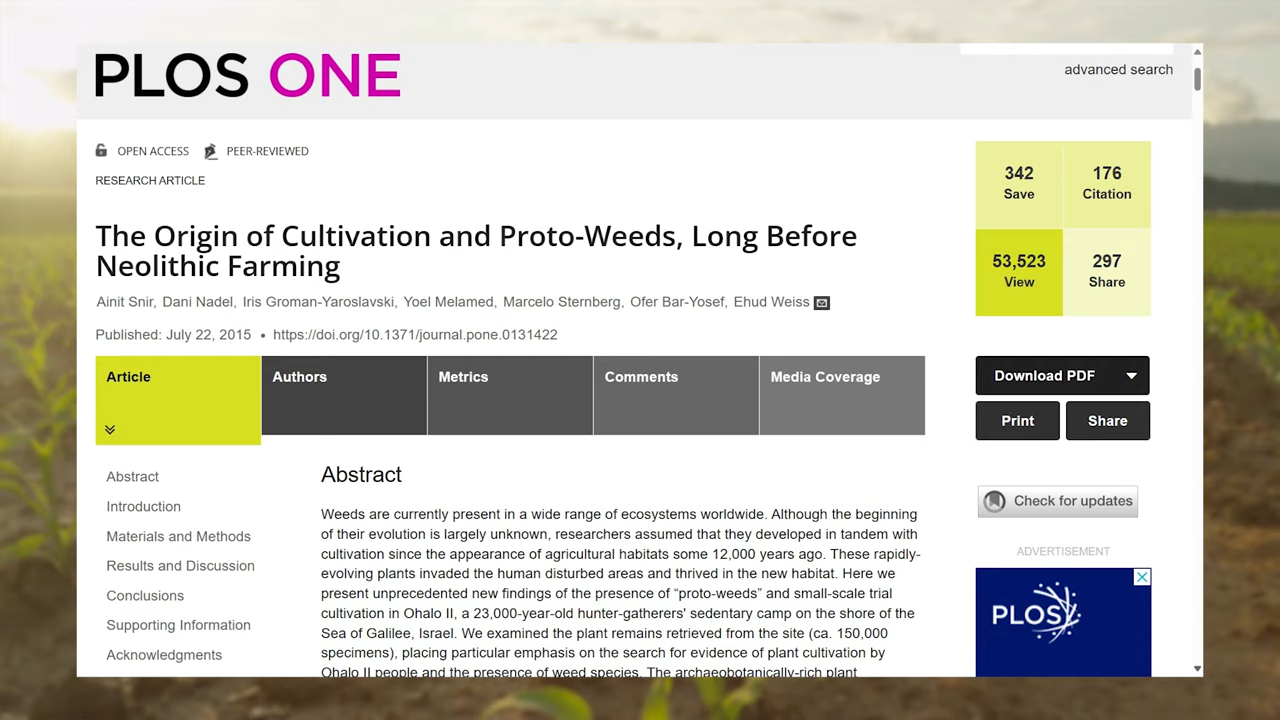 PLOS ONE
advanced search
OPEN ACCESS PEER-REVIEWED
RESEARCH ARTICLE
The Origin of Cultivation and Proto-Weeds, Long Before
Neolithic Farming
Ainit Snir, Dani Nadel, Iris Groman-Yaroslavski, Yoel Melamed, Marcelo Sternberg, Ofer Bar-Yosef, Ehud Weiss
Published: July 22, 2015 • https://doi.org/10.1371/journal.pone.0131422
342 Save
176 Citation
53,523 View
297 Share
Article
Authors
Metrics
Comments
Media Coverage
Download PDF
Print
Share
Check for updates
ADVERTISEMENT
PLOS
Abstract
Introduction
Materials and Methods
Results and Discussion
Conclusions
Supporting Information
Acknowledgments
Abstract
Weeds are currently present in a wide range of ecosystems worldwide. Although the beginning
of their evolution is largely unknown, researchers assumed that they developed in tandem with
cultivation since the appearance of agricultural habitats some 12,000 years ago. These rapidly-
evolving plants invaded the human disturbed areas and thrived in the new habitat. Here we
present unprecedented new findings of the presence of “proto-weeds” and small-scale trial
cultivation in Ohalo II, a 23,000-year-old hunter-gatherers' sedentary camp on the shore of the
Sea of Galilee, Israel. We examined the plant remains retrieved from the site (ca. 150,000
specimens), placing particular emphasis on the search for evidence of plant cultivation by
Ohalo II people and the presence of weed species. The archaeobotanically-rich plant